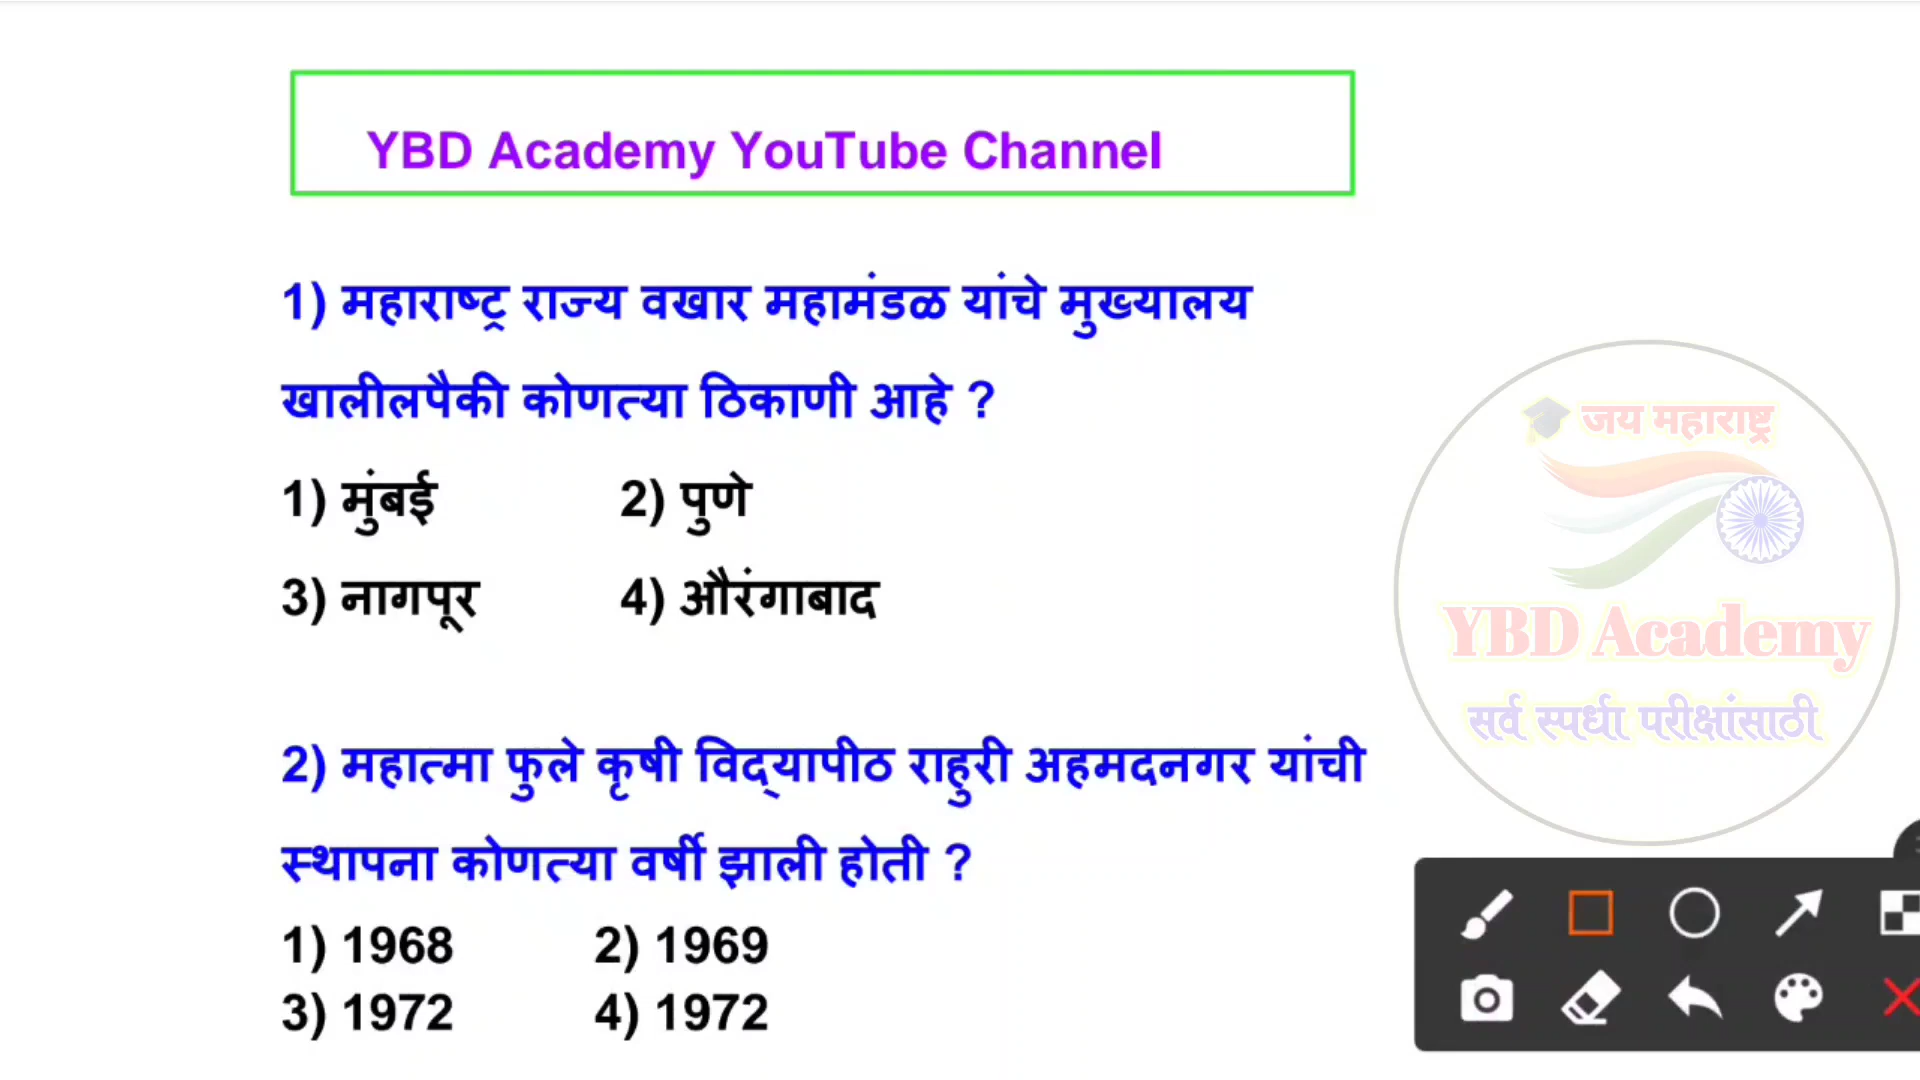 YBD Academy YouTube Channel
1) महाराष्ट्र राज्य वखार महामंडळ यांचे मुख्यालय
खालीलपैकी कोणत्या ठिकाणी आहे ?
1) मुंबई 2) पुणे
3) नागपूर 4) औरंगाबाद
जय महाराष्ट्र
YBD Academy
सर्व स्पर्धा परीक्षांसाठी
2) महात्मा फुले कृषी विद्‌यापीठ राहुरी अहमदनगर यांची
स्थापना कोणत्या वर्षी झाली होती ?
1) 1968 2) 1969
3) 1972 4) 1972